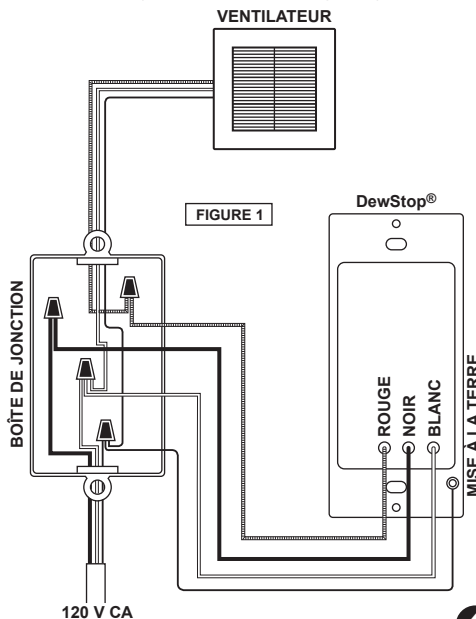 VENTILATEUR
FIGURE 1
DewStop®
BOÎTE DE JONCTION
ROUGE
NOIR
BLANC
MISE À LA TERRE
120 V CA